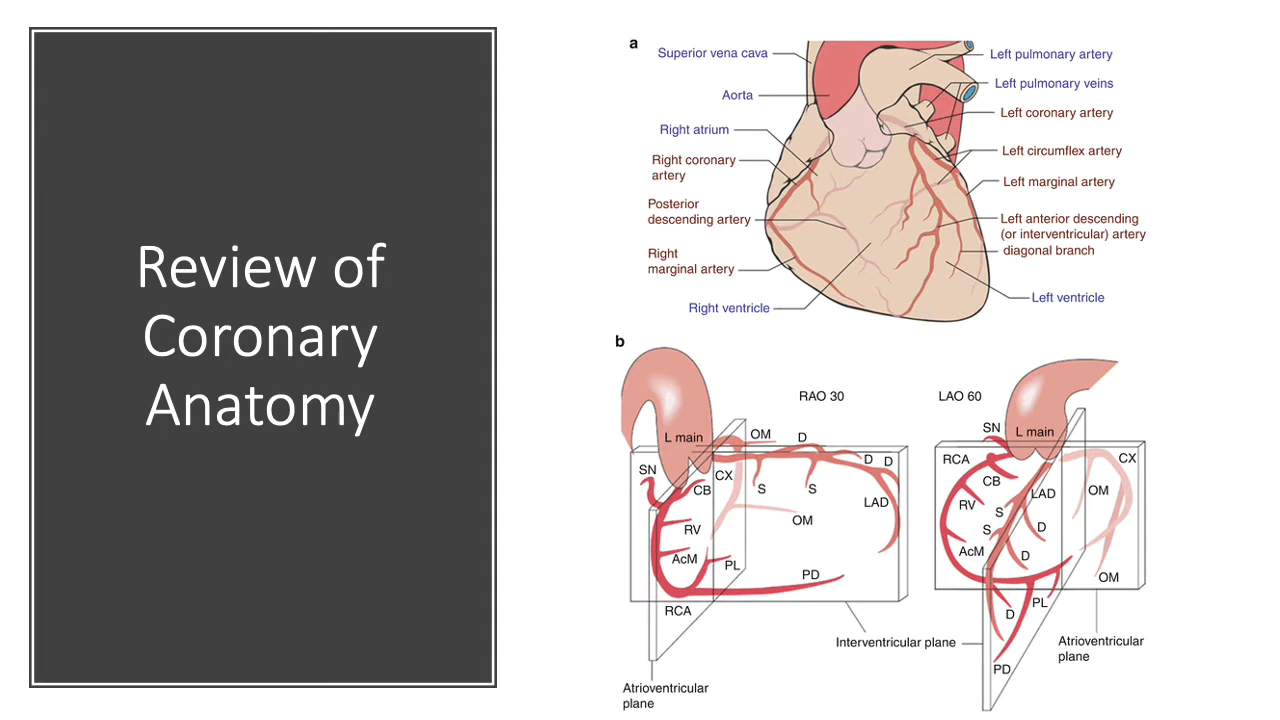 Review of
Coronary
Anatomy
a
Superior vena cava
Aorta
Right atrium
Right coronary
artery
Posterior
descending artery
Right
marginal artery
Right ventricle
Left pulmonary artery
Left pulmonary veins
Left coronary artery
Left circumflex artery
Left marginal artery
Left anterior descending
(or interventricular) artery
diagonal branch
Left ventricle
b
RAO 30
L main
OM
D
SN
CX
CB
S
S
D
D
LAD
RV
OM
AcM
PL
PD
RCA
Atrioventricular
plane
Interventricular plane
LAO 60
SN
L main
RCA
CX
CB
LAD
OM
RV
S
S
D
AcM
D
OM
D
PL
PD
Atrioventricular
plane